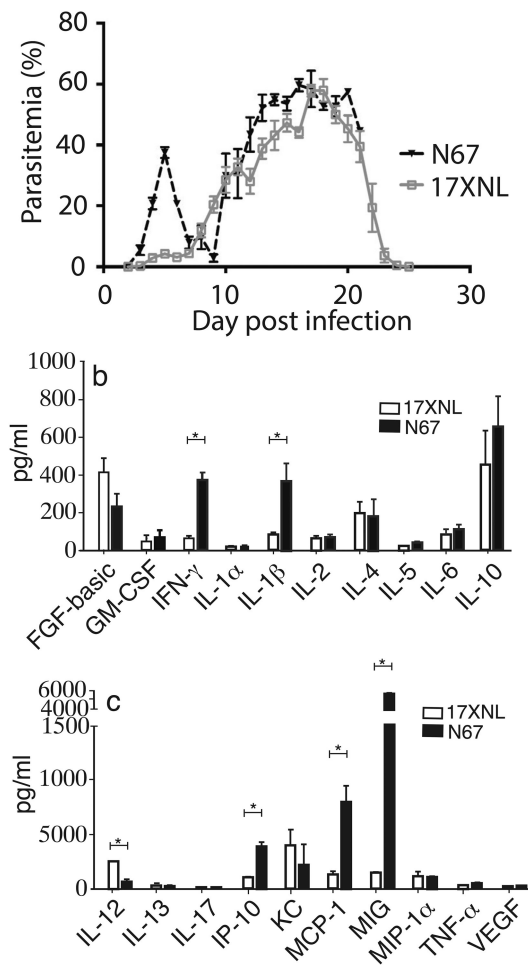 80
60
40
20
0
Parasitemia (%)
N67
17XNL
0
10
20
30
Day post infection
b
1000
800
600
400
200
0
pg/ml
17XNL
N67
*
*
FGF-basic
GM-CSF
IFN-γ
IL-1α
IL-1β
IL-2
IL-4
IL-5
IL-6
IL-10
c
6000
4000
1500
1000
5000
0
pg/ml
17XNL
N67
*
*
*
*
IL-12
IL-13
IL-17
IP-10
KC
MCP-1
MIG
MIP-1α
TNF-α
VEGF